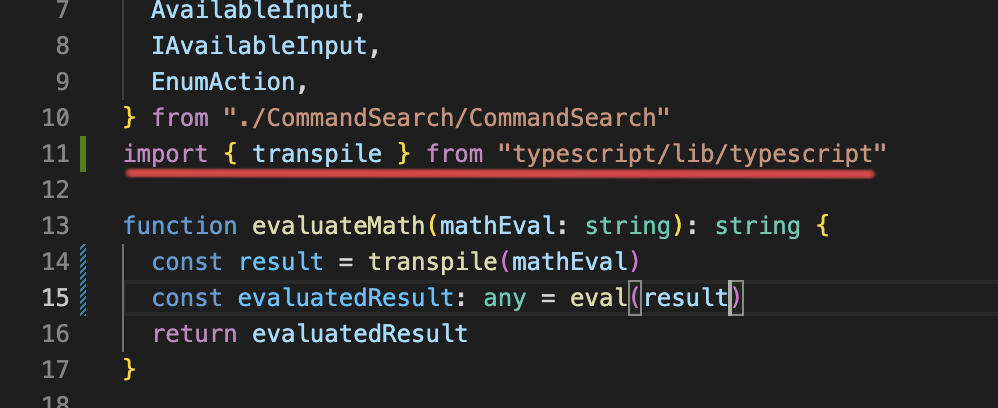 7 AvailableInput,
8 IAvailableInput,
9 EnumAction,
10 } from "./CommandSearch/CommandSearch"
11 import { transpile } from "typescript/lib/typescript"
12
13 function evaluateMath(mathEval: string): string {
14 const result = transpile(mathEval)
15 const evaluatedResult: any = eval(result)
16 return evaluatedResult
17 }
18